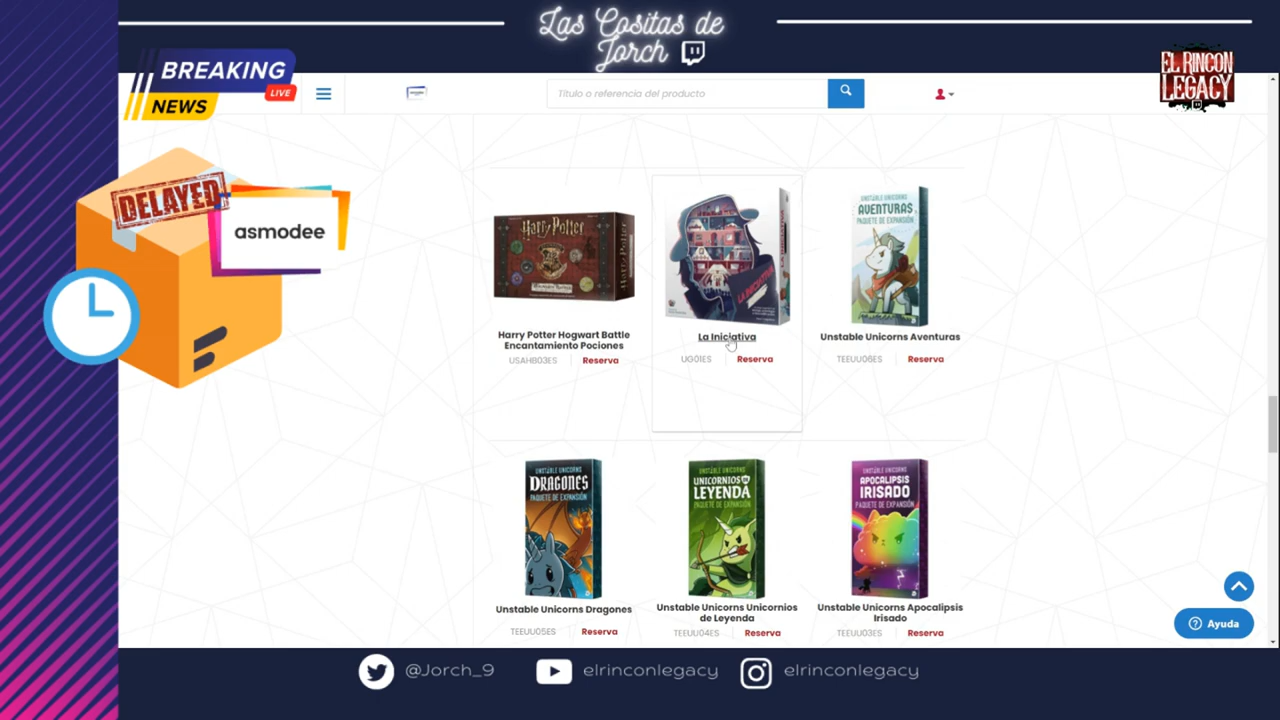 Las Cositas de
Jorch
BREAKING
LIVE
NEWS
Título o referencia del producto
EL RINCON
LEGACY
DELAYED
asmodee
Harry Potter
LA INICIATIVA
UNSTABLE UNICORNS
AVENTURAS
PAQUETE DE EXPANSIÓN
Harry Potter Hogwart Battle
Encantamiento Pociones
USAHB03ES
Reserva
La Iniciativa
UG01ES
Reserva
Unstable Unicorns Aventuras
TEEUU06ES
Reserva
UNSTABLE UNICORNS
DRAGONES
PAQUETE DE EXPANSIÓN
UNSTABLE UNICORNS
UNICORNIOS DE
LEYENDA
PAQUETE DE EXPANSIÓN
UNSTABLE UNICORNS
APOCALIPSIS
IRISADO
PAQUETE DE EXPANSIÓN
Unstable Unicorns Dragones
TEEUU05ES
Reserva
Unstable Unicorns Unicornios
de Leyenda
TEEUU04ES
Reserva
Unstable Unicorns Apocalipsis
Irisado
TEEUU03ES
Reserva
Ayuda
@Jorch_9
elrinconlegacy
elrinconlegacy